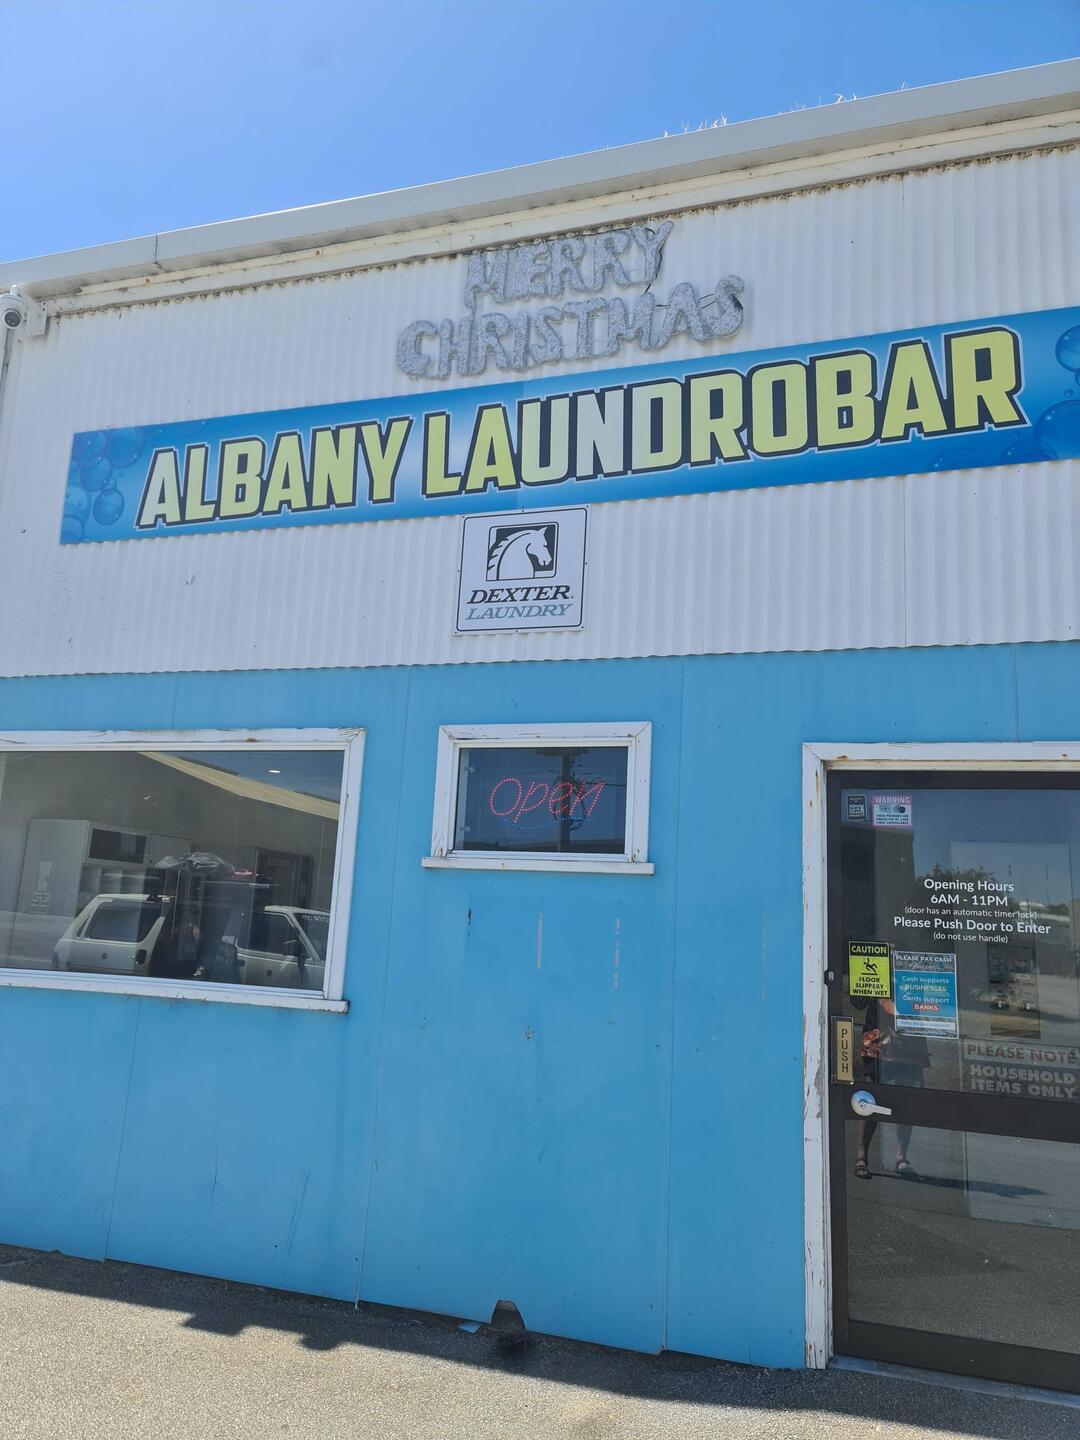 MERRY
CHRISTMAS
ALBANY LAUNDROBAR
DEXTER
LAUNDRY
Open
WARNING
Opening Hours
6AM - 11PM
(door has an automatic timer lock)
Please Push Door to Enter
(do not use handle)
CAUTION
FLOOR
SLIPPERY
WHEN WET
PLEASE PAY CASH
Cash supports
BUSINESSES
Cards support
BANKS
PUSH
PLEASE NOTE
HOUSEHOLD
ITEMS ONLY